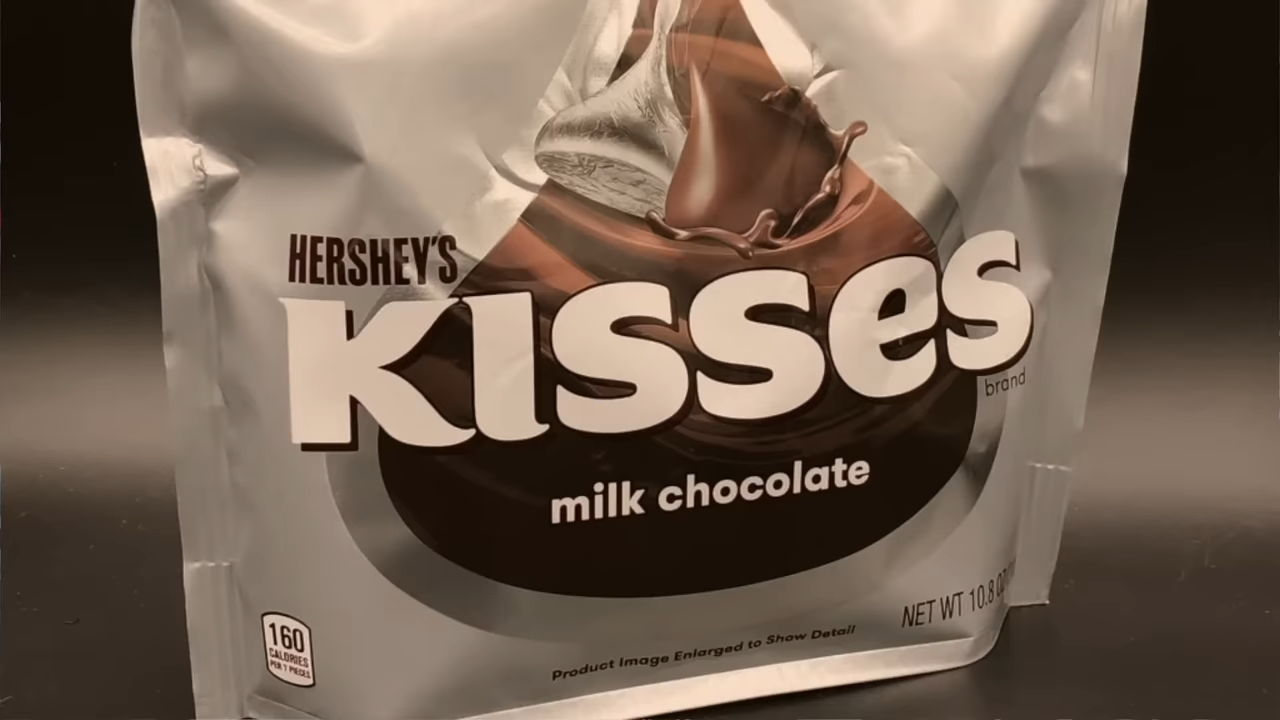 HERSHEY'S
KISSES
brand
milk chocolate
NET WT 10.8 OZ
160
CALORIES
PER 7 PIECES
Product Image Enlarged to Show Detail